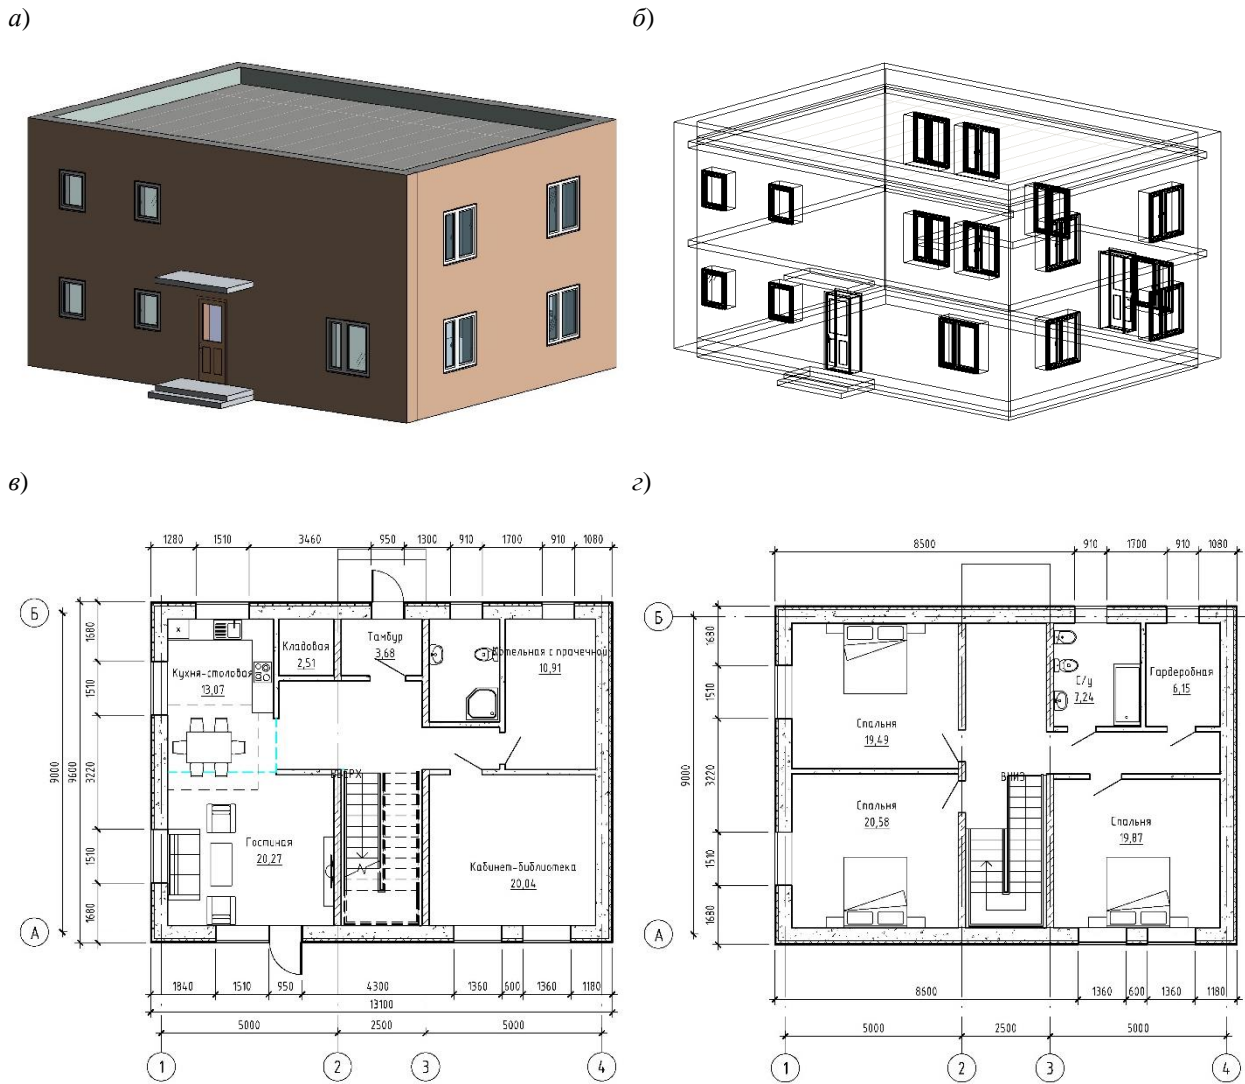 а)
б)
в)
г)
1280 1510 3460 950 1300 910 1700 910 1080
Б
А
1680
1510
3220
1510
1680
9000
9600
Кухня-столовая
13,07
Кладовая
2,51
Тамбур
3,68
Котельная с прачечной
10,91
ВВЕРХ
Гостиная
20,27
Кабинет-библиотека
20,04
1840 1510 950 4300 1360 600 1360 1180
13100
5000 2500 5000
1 2 3 4
8500 910 1700 910 1080
Б
А
1680
1510
3220
1510
1680
9000
Спальня
19,49
С/у
7,24
Гардеробная
6,15
ВНИЗ
Спальня
20,58
Спальня
19,87
8600 1360 600 1360 1180
5000 2500 5000
1 2 3 4